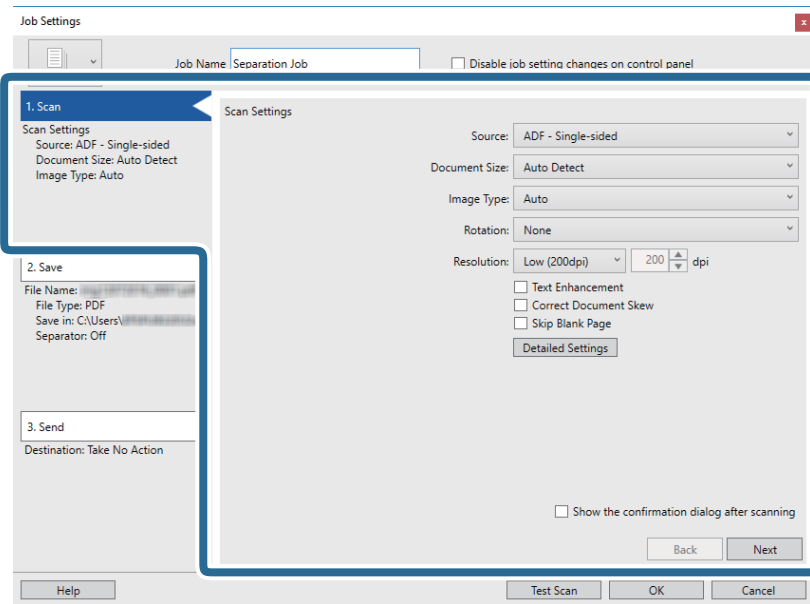 Job Settings
x
Job Name Separation Job Disable job setting changes on control panel
1. Scan
Scan Settings
Source: ADF - Single-sided
Document Size: Auto Detect
Image Type: Auto
2. Save
File Name:
File Type: PDF
Save in: C:\Users\
Separator: Off
3. Send
Destination: Take No Action
Scan Settings
Source: ADF - Single-sided
Document Size: Auto Detect
Image Type: Auto
Rotation: None
Resolution: Low (200dpi) 200 dpi
Text Enhancement
Correct Document Skew
Skip Blank Page
Detailed Settings
Show the confirmation dialog after scanning
Back Next
Help Test Scan OK Cancel